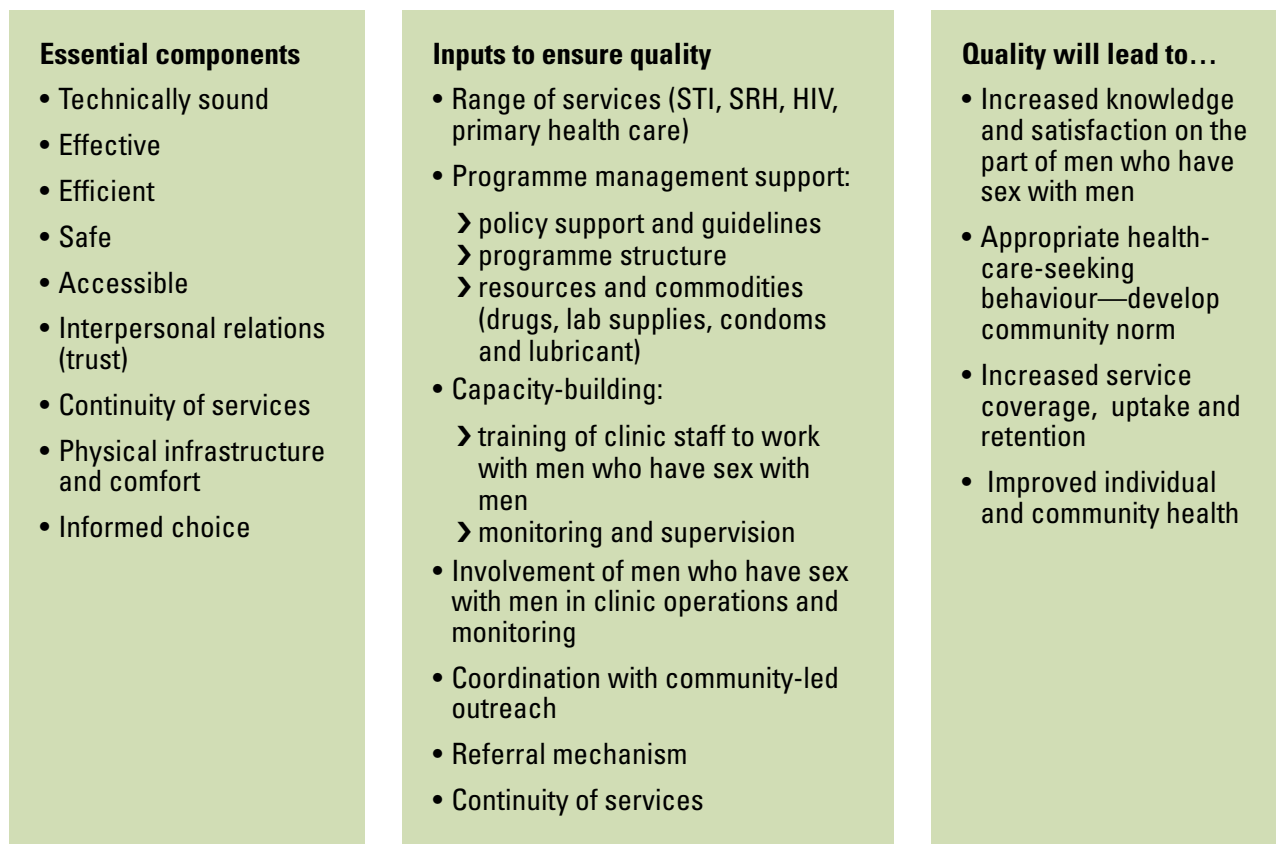 Essential components
• Technically sound
• Effective
• Efficient
• Safe
• Accessible
• Interpersonal relations
(trust)
• Continuity of services
• Physical infrastructure
and comfort
• Informed choice
Inputs to ensure quality
• Range of services (STI, SRH, HIV,
primary health care)
• Programme management support:
❯ policy support and guidelines
❯ programme structure
❯ resources and commodities
(drugs, lab supplies, condoms
and lubricant)
• Capacity-building:
❯ training of clinic staff to work
with men who have sex with
men
❯ monitoring and supervision
• Involvement of men who have sex
with men in clinic operations and
monitoring
• Coordination with community-led
outreach
• Referral mechanism
• Continuity of services
Quality will lead to…
• Increased knowledge
and satisfaction on the
part of men who have
sex with men
• Appropriate health-
care-seeking
behaviour—develop
community norm
• Increased service
coverage, uptake and
retention
• Improved individual
and community health